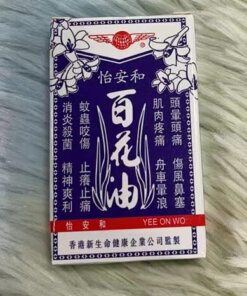 怡安和
百花油
頭暈頭痛 傷風鼻塞
肌肉疼痛 舟車暈浪
蚊蟲咬傷 止癢止痛
消炎殺菌 精神爽利
怡安和 YEE ON WO
香港新生命健康企業公司監製